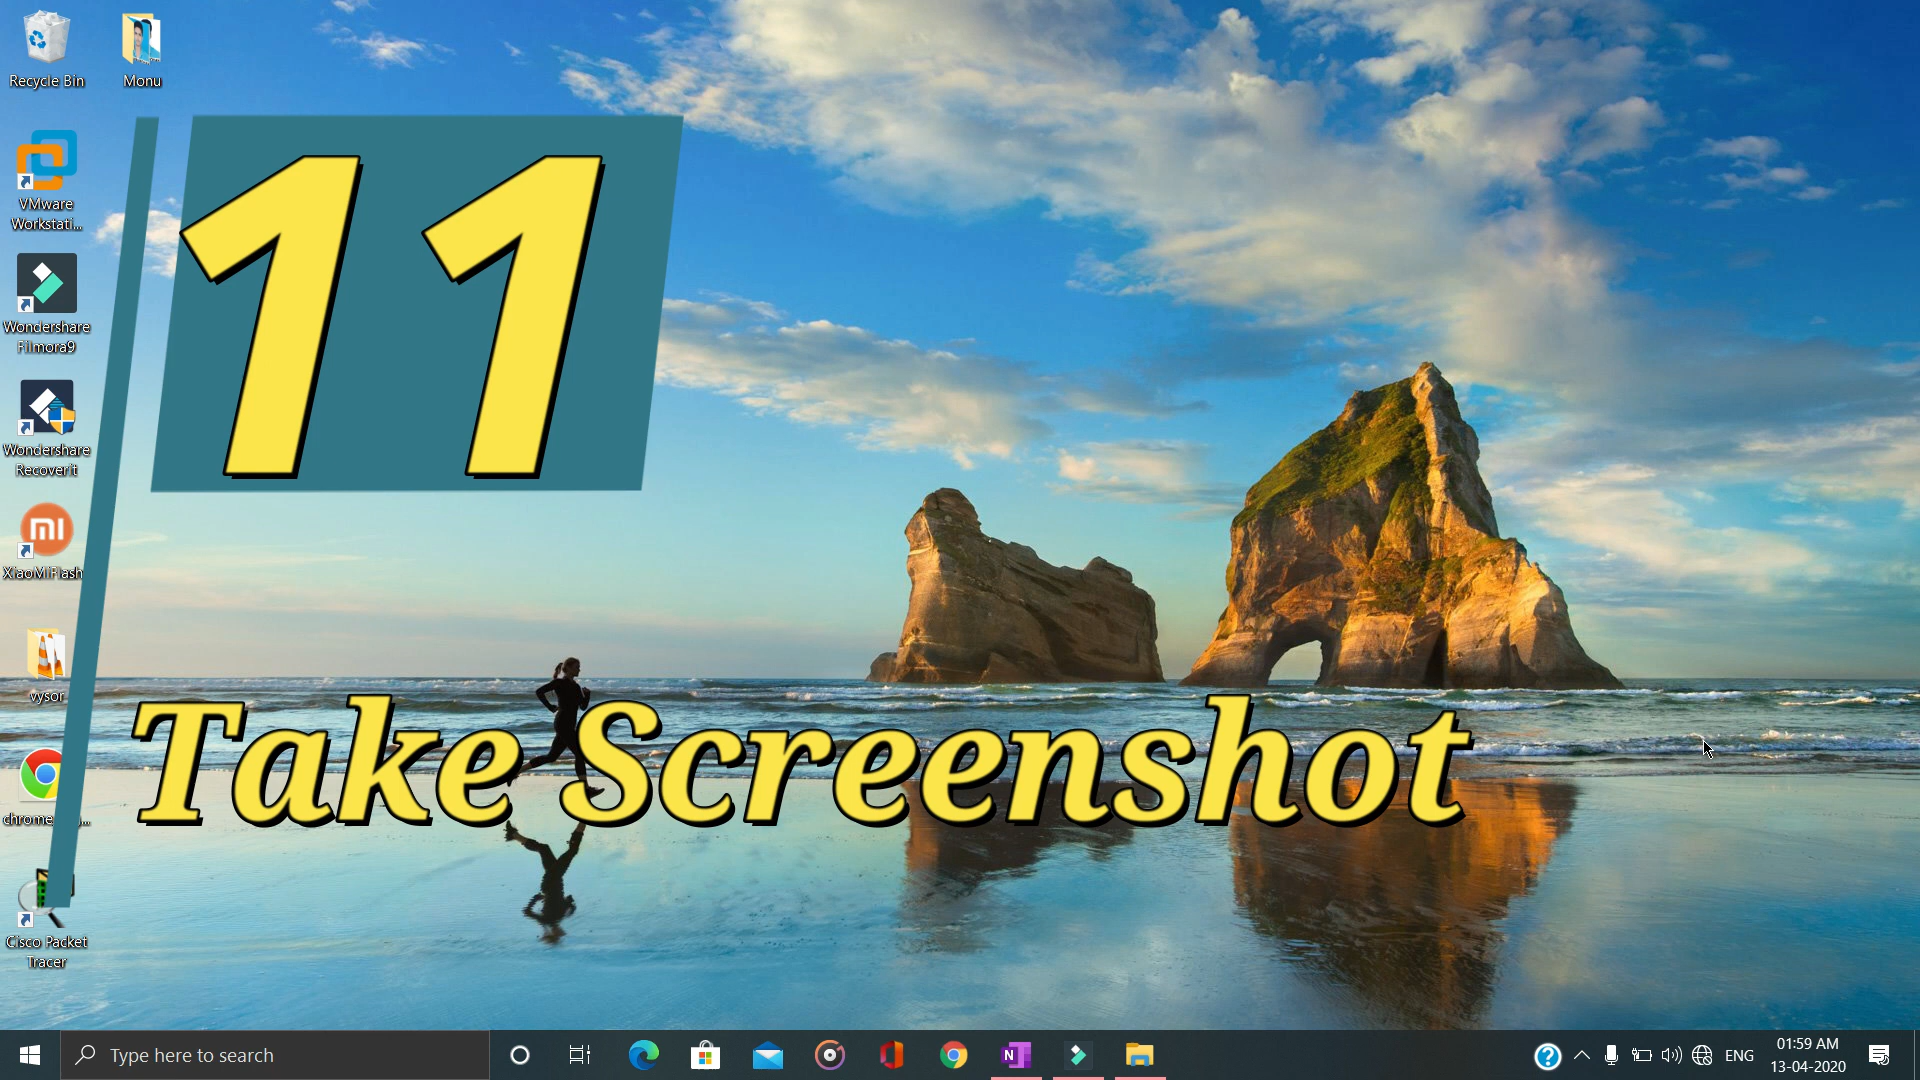 Recycle Bin
Monu
VMware
Workstati...
Wondershare
Filmora9
Wondershare
Recoverit
mi
XiaoMiFlash
vysor
Cisco Packet
Tracer
11
Take Screenshot
Type here to search
N
ENG
01:59 AM
13-04-2020